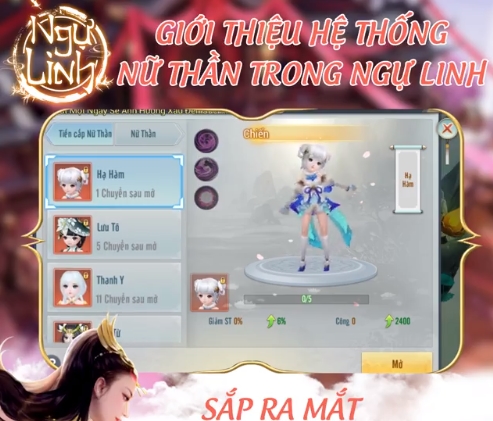 Ngự
Linh
GIỚI THIỆU HỆ THỐNG
NỮ THẦN TRONG NGỰ LINH
Tiến cấp Nữ Thần
Nữ Thần
Chiến
Hạ Hàm
1 Chuyển sau mở
Hạ
Hàm
Lưu Tô
5 Chuyển sau mở
Thanh Y
11 Chuyển sau mở
0/5
Giảm ST 0%
6%
Công 0
2400
Mở
SẮP RA MẮT